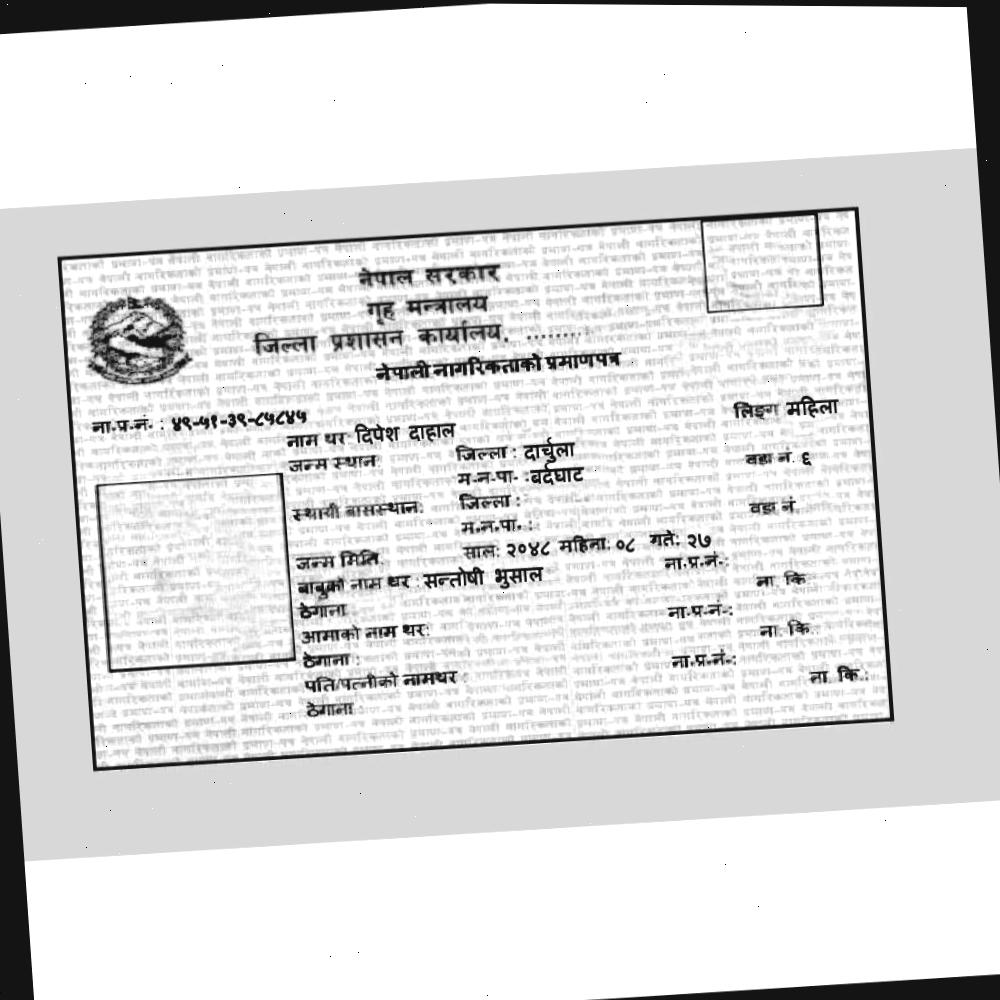 नेपाल सरकार
गृह मन्त्रालय
जिल्ला प्रशासन कार्यालय, .........
नेपाली नागरिकताको प्रमाणपत्र
ना.प्र.नं. : ४९-५१-३९-८५८४५
लिङ्ग महिला
नाम थर दिपेश दाहाल
जन्म स्थान: जिल्ला : दार्चुला
म.न.पा. :बर्दघाट वडा नं. ६
स्थायी बासस्थान: जिल्ला :
म.न.पा. : वडा नं.
जन्म मिति: साल: २०४८ महिना: ०८ गते: २७
बाबुको नाम थर : सन्तोषी भुसाल ना.प्र.नं.:
ठेगाना ना. कि.
आमाको नाम थर: ना.प्र.नं.:
ठेगाना : ना. कि.:
पति/पत्नीको नामथर : ना.प्र.नं.:
ठेगाना ना. कि.: